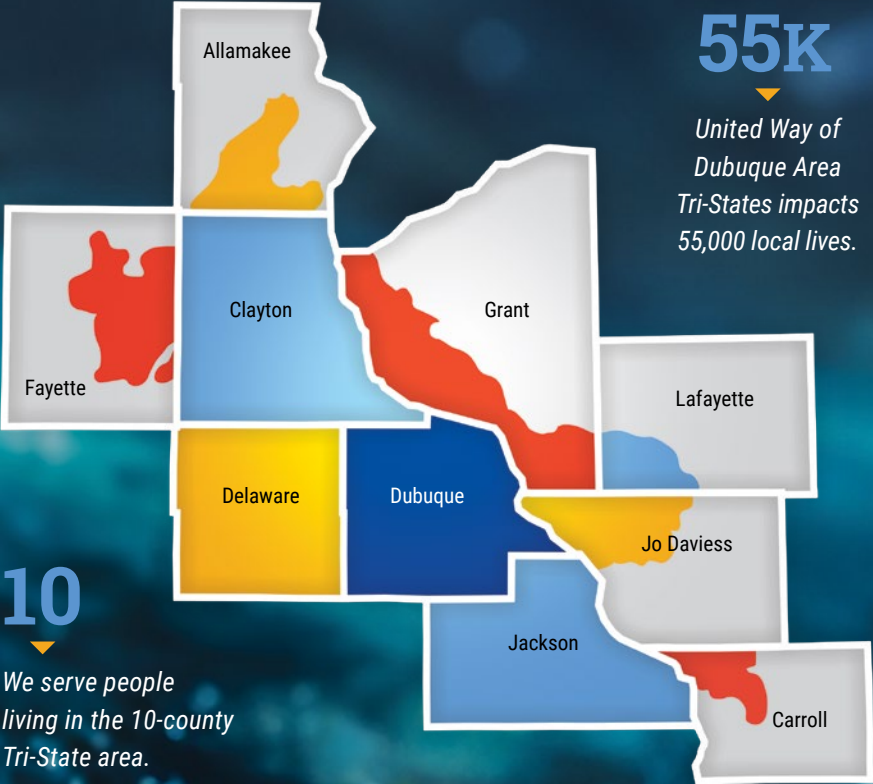 Allamakee
55K
United Way of
Dubuque Area
Tri-States impacts
55,000 local lives.
Clayton
Grant
Fayette
Lafayette
Delaware
Dubuque
Jo Daviess
10
We serve people
living in the 10-county
Tri-State area.
Jackson
Carroll